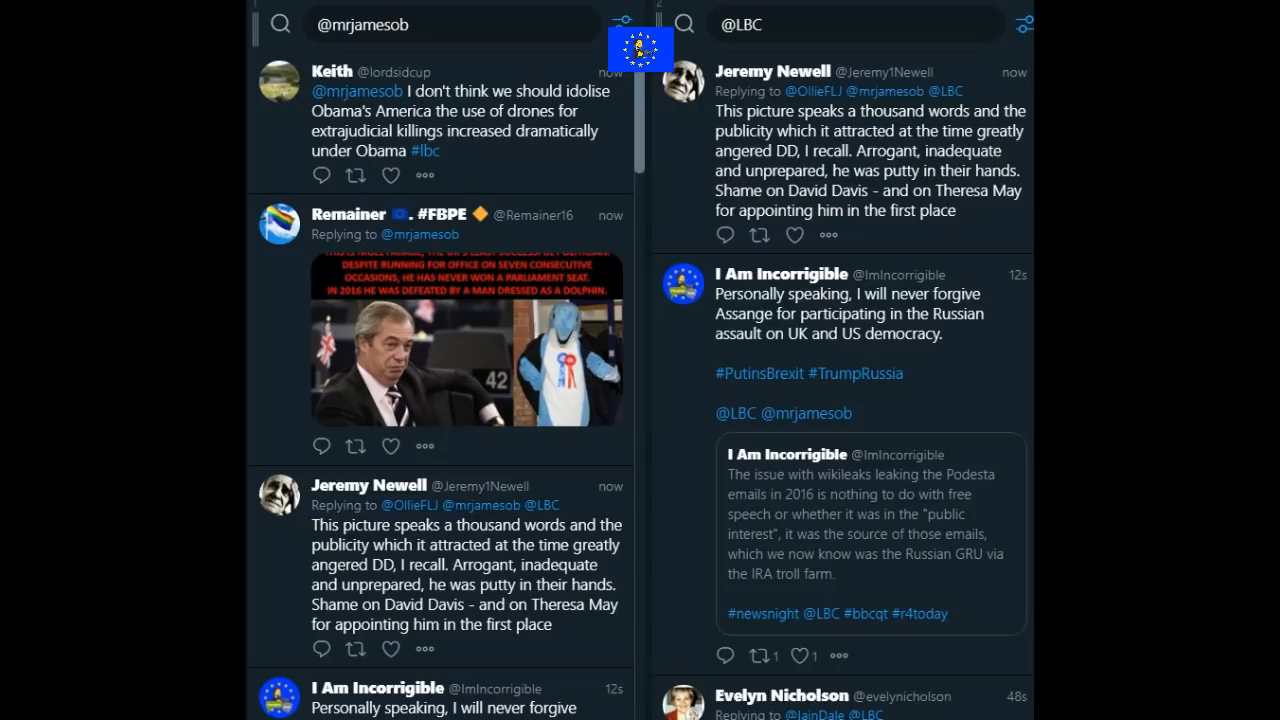 1
@mrjamesob
Keith @lordsidcup now
@mrjamesob I don't think we should idolise
Obama's America the use of drones for
extrajudicial killings increased dramatically
under Obama #lbc
Remainer . #FBPE @Remainer16 now
Replying to @mrjamesob
THIS IS NIGEL FARAGE, THE UK'S LEAST SUCCESSFUL POLITICIAN.
DESPITE RUNNING FOR OFFICE ON SEVEN CONSECUTIVE
OCCASIONS, HE HAS NEVER WON A PARLIAMENT SEAT.
IN 2016 HE WAS DEFEATED BY A MAN DRESSED AS A DOLPHIN.
42
Jeremy Newell @Jeremy1Newell now
Replying to @OllieFLJ @mrjamesob @LBC
This picture speaks a thousand words and the
publicity which it attracted at the time greatly
angered DD, I recall. Arrogant, inadequate
and unprepared, he was putty in their hands.
Shame on David Davis - and on Theresa May
for appointing him in the first place
I Am Incorrigible @ImIncorrigible 12s
Personally speaking, I will never forgive
2
@LBC
Jeremy Newell @Jeremy1Newell now
Replying to @OllieFLJ @mrjamesob @LBC
This picture speaks a thousand words and the
publicity which it attracted at the time greatly
angered DD, I recall. Arrogant, inadequate
and unprepared, he was putty in their hands.
Shame on David Davis - and on Theresa May
for appointing him in the first place
I Am Incorrigible @ImIncorrigible 12s
Personally speaking, I will never forgive
Assange for participating in the Russian
assault on UK and US democracy.
#PutinsBrexit #TrumpRussia
@LBC @mrjamesob
I Am Incorrigible @ImIncorrigible
The issue with wikileaks leaking the Podesta
emails in 2016 is nothing to do with free
speech or whether it was in the "public
interest", it was the source of those emails,
which we now know was the Russian GRU via
the IRA troll farm.
#newsnight @LBC #bbcqt #r4today
1 1
Evelyn Nicholson @evelynicholson 48s
Replying to @IainDale @LBC